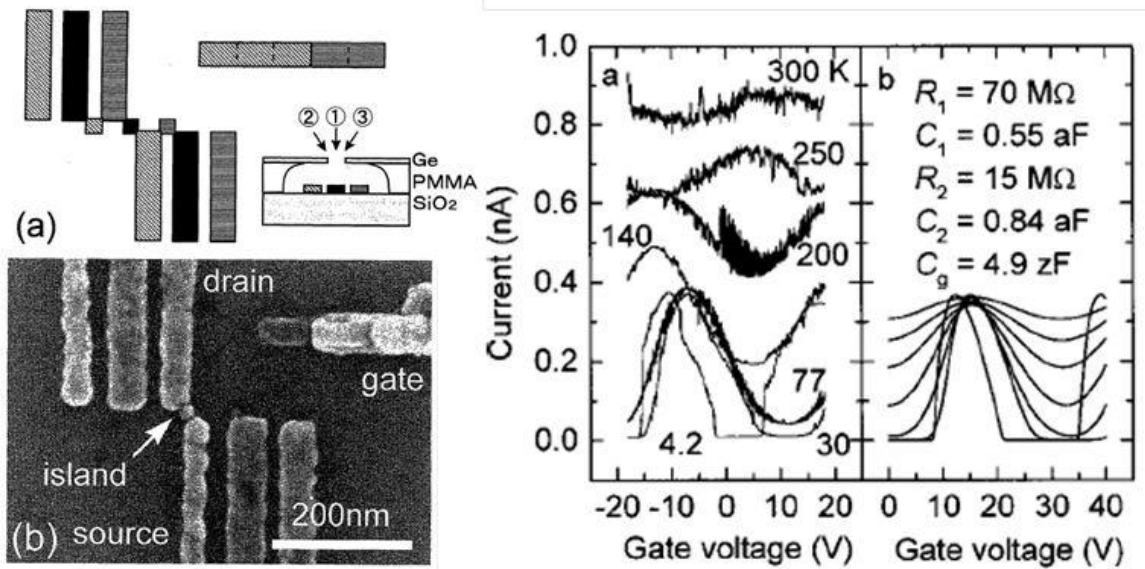 ② ① ③
Ge
PMMA
SiO₂
(a)
drain
gate
island
source
200nm
(b)
Current (nA)
1.0
0.8
0.6
0.4
0.2
0.0
a
300 K
250
200
140
77
4.2
30
-20 -10 0 10 20
Gate voltage (V)
b
R₁ = 70 MΩ
C₁ = 0.55 aF
R₂ = 15 MΩ
C₂ = 0.84 aF
C_g = 4.9 zF
0 10 20 30 40
Gate voltage (V)